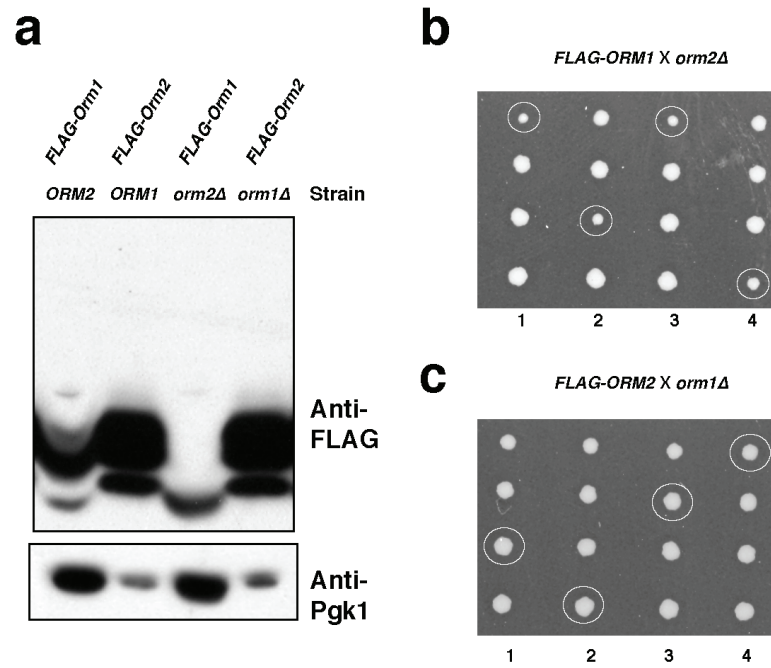 a
FLAG-Orm1
FLAG-Orm2
FLAG-Orm1
FLAG-Orm2
ORM2 ORM1 orm2Δ orm1Δ Strain
Anti-
FLAG
Anti-
Pgk1
b
FLAG-ORM1 X orm2Δ
1 2 3 4
c
FLAG-ORM2 X orm1Δ
1 2 3 4